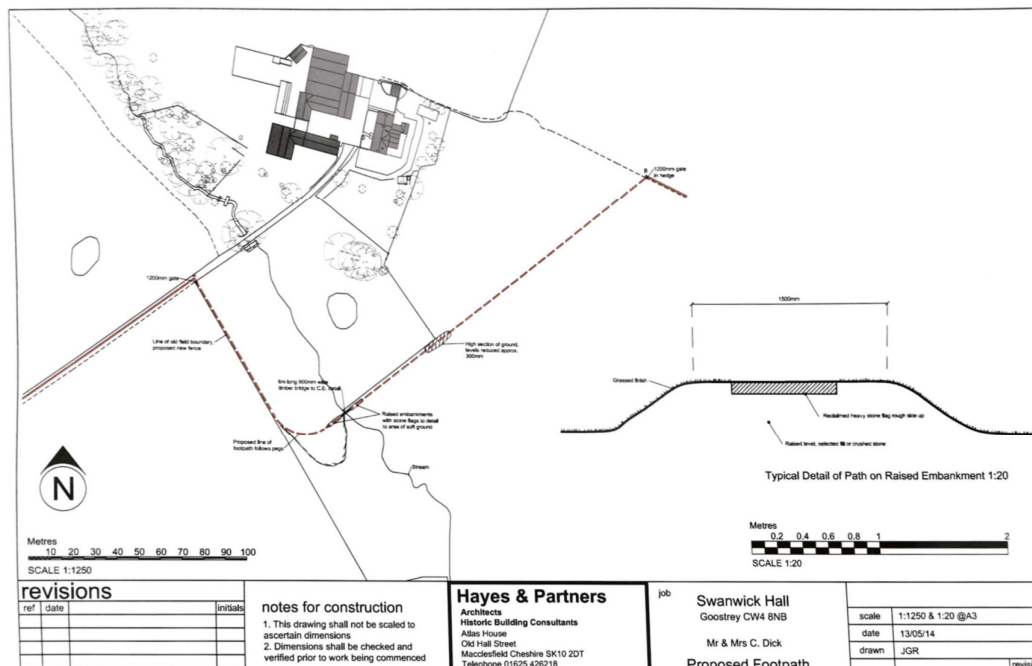 B
1200mm gate
in hedge
1200mm gate
Line of old field boundary,
proposed new fence
High section of ground,
levels reduced approx.
300mm
6m long 900mm wide
timber bridge to C.E. detail
Raised embankments
with stone flags to detail
to area of soft ground
Proposed line of
footpath follows pegs
Stream
N
Metres
10 20 30 40 50 60 70 80 90 100
SCALE 1:1250
1500mm
Grassed finish
Reclaimed heavy stone flag rough side up
Raised level, selected fill or crushed stone
Typical Detail of Path on Raised Embankment 1:20
Metres
0.2 0.4 0.6 0.8 1 2
SCALE 1:20
revisions
ref date initials
notes for construction
1. This drawing shall not be scaled to
ascertain dimensions
2. Dimensions shall be checked and
verified prior to work being commenced
Hayes & Partners
Architects
Historic Building Consultants
Atlas House
Old Hall Street
Macclesfield Cheshire SK10 2DT
Telephone 01625 426218
job
Swanwick Hall
Goostrey CW4 8NB
Mr & Mrs C. Dick
Proposed Footpath
scale 1:1250 & 1:20 @A3
date 13/05/14
drawn JGR